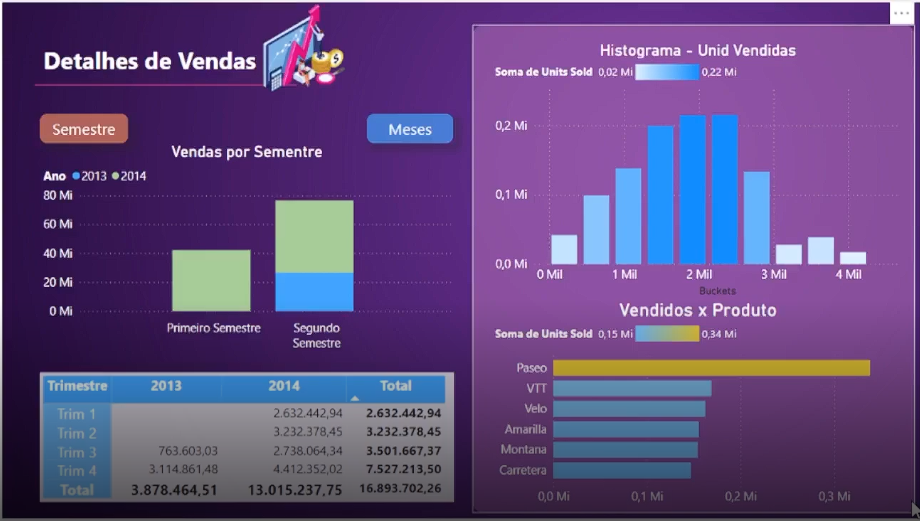 Detalhes de Vendas
Semestre
Meses
Vendas por Sementre
Ano 2013 2014
80 Mi
60 Mi
40 Mi
20 Mi
0 Mi
Primeiro Semestre
Segundo
Semestre
Trimestre 2013 2014 Total
Trim 1 2.632.442,94 2.632.442,94
Trim 2 3.232.378,45 3.232.378,45
Trim 3 763.603,03 2.738.064,34 3.501.667,37
Trim 4 3.114.861,48 4.412.352,02 7.527.213,50
Total 3.878.464,51 13.015.237,75 16.893.702,26
Histograma - Unid Vendidas
Soma de Units Sold 0,02 Mi 0,22 Mi
0,2 Mi
0,1 Mi
0,0 Mi
0 Mil 1 Mil 2 Mil 3 Mil 4 Mil
Buckets
Vendidos x Produto
Soma de Units Sold 0,15 Mi 0,34 Mi
Paseo
VTT
Velo
Amarilla
Montana
Carretera
0,0 Mi 0,1 Mi 0,2 Mi 0,3 Mi